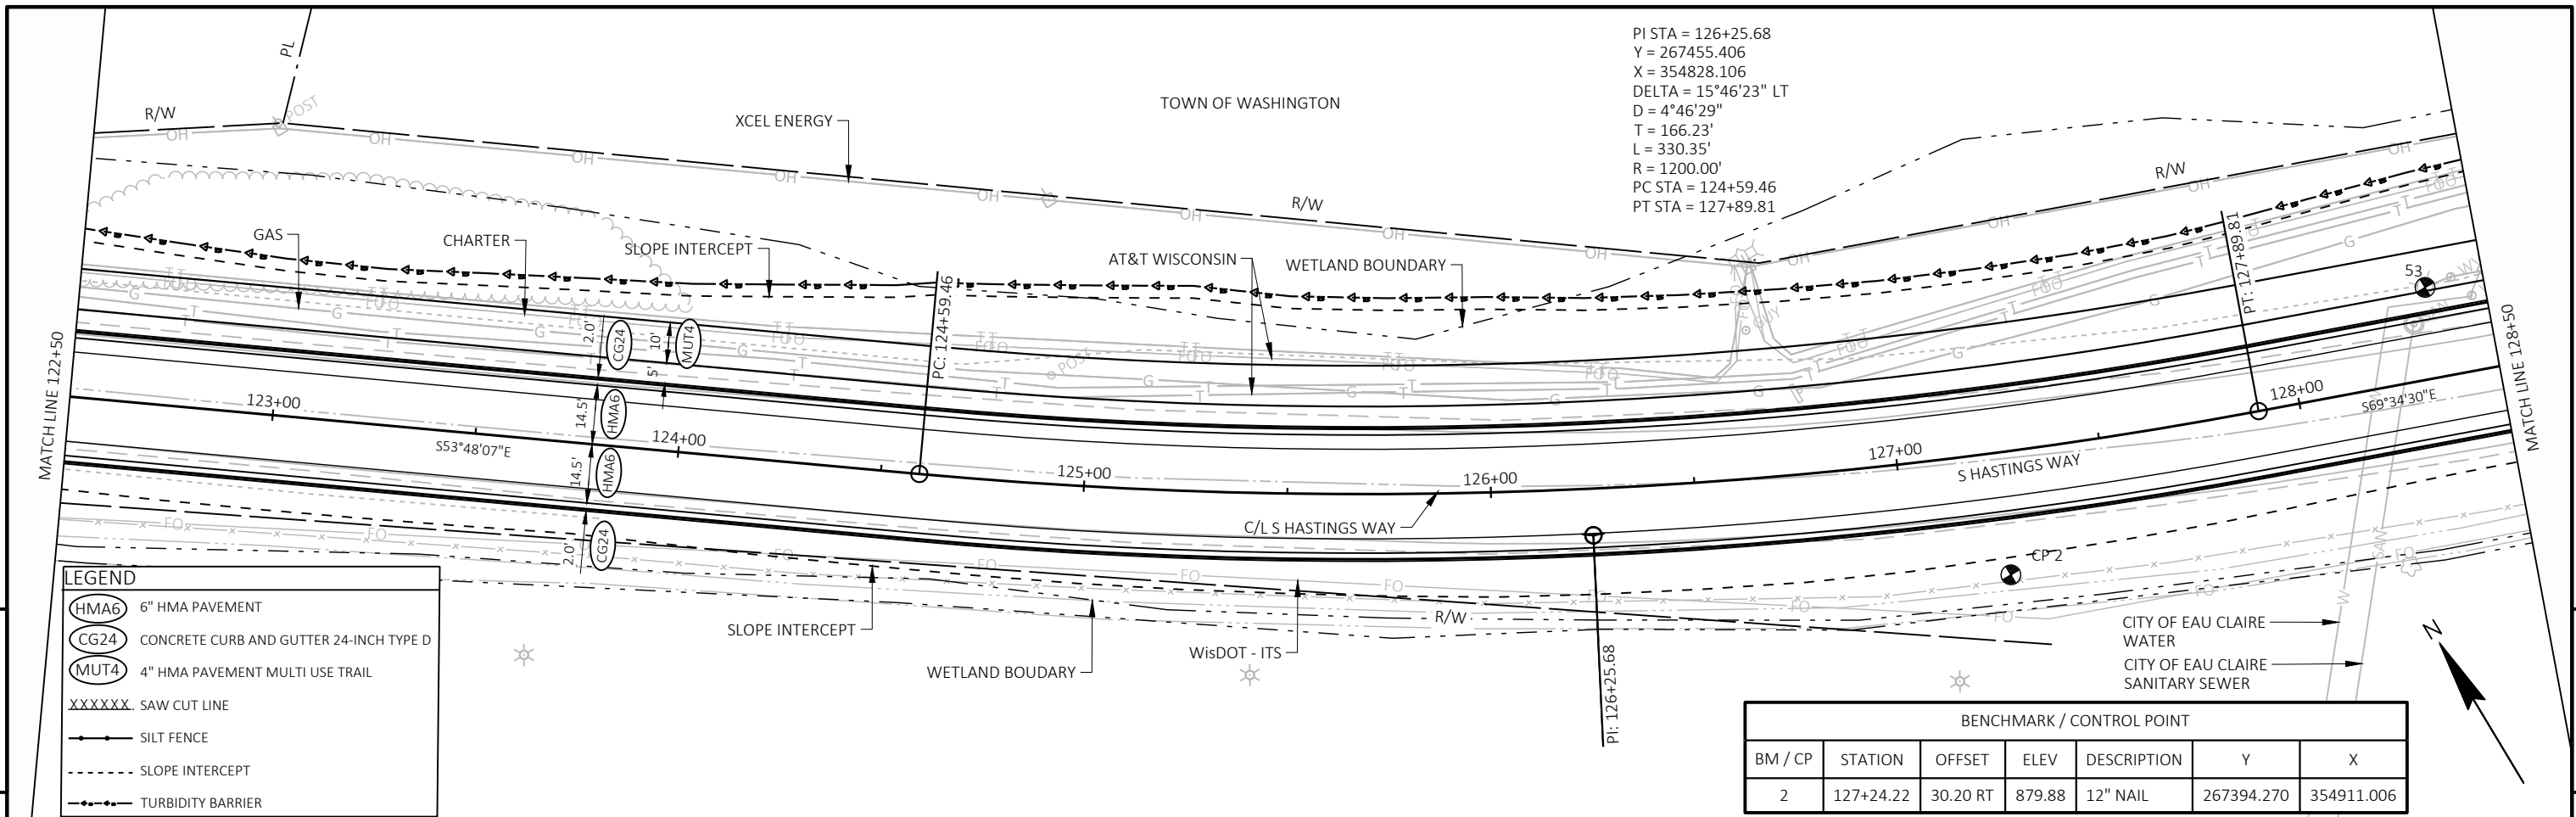 PL
R/W
OH
POST
XCEL ENERGY
TOWN OF WASHINGTON
PI STA = 126+25.68
Y = 267455.406
X = 354828.106
DELTA = 15°46'23" LT
D = 4°46'29"
T = 166.23'
L = 330.35'
R = 1200.00'
PC STA = 124+59.46
PT STA = 127+89.81
R/W
R/W
GAS
CHARTER
SLOPE INTERCEPT
AT&T WISCONSIN
WETLAND BOUNDARY
PC: 124+59.46
PT: 127+89.81
53
GUY
POST
2.0'
CG24
10'
MUT4
5'
14.5'
HMA6
14.5'
HMA6
2.0'
CG24
MATCH LINE 122+50
MATCH LINE 128+50
123+00
S53°48'07"E
124+00
125+00
126+00
127+00
128+00
S69°34'30"E
S HASTINGS WAY
C/L S HASTINGS WAY
CP 2
FO
R/W
SLOPE INTERCEPT
WETLAND BOUDARY
WisDOT - ITS
PI: 126+25.68
CITY OF EAU CLAIRE
WATER
CITY OF EAU CLAIRE
SANITARY SEWER
N
LEGEND
HMA6 6" HMA PAVEMENT
CG24 CONCRETE CURB AND GUTTER 24-INCH TYPE D
MUT4 4" HMA PAVEMENT MULTI USE TRAIL
XXXXXX SAW CUT LINE
SILT FENCE
SLOPE INTERCEPT
TURBIDITY BARRIER
BENCHMARK / CONTROL POINT
BM / CP STATION OFFSET ELEV DESCRIPTION Y X
2 127+24.22 30.20 RT 879.88 12" NAIL 267394.270 354911.006